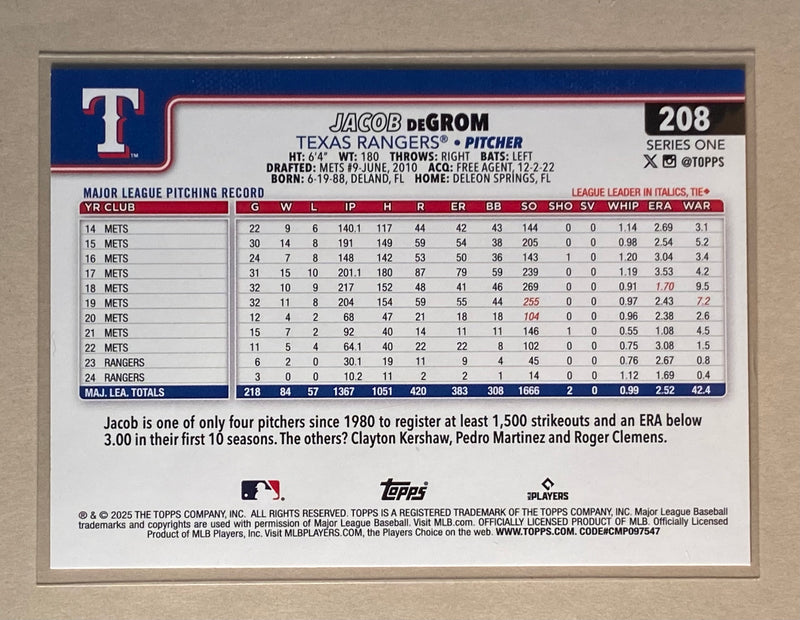 T
TM
JACOB DEGROM
208
TEXAS RANGERS® • PITCHER
SERIES ONE
HT: 6'4" WT: 180 THROWS: RIGHT BATS: LEFT
@TOPPS
DRAFTED: METS #9-JUNE, 2010 ACQ: FREE AGENT, 12-2-22
BORN: 6-19-88, DELAND, FL HOME: DELEON SPRINGS, FL
MAJOR LEAGUE PITCHING RECORD LEAGUE LEADER IN ITALICS, TIE◆
YR CLUB G W L IP H R ER BB SO SHO SV WHIP ERA WAR
14 METS 22 9 6 140.1 117 44 42 43 144 0 0 1.14 2.69 3.1
15 METS 30 14 8 191 149 59 54 38 205 0 0 0.98 2.54 5.2
16 METS 24 7 8 148 142 53 50 36 143 1 0 1.20 3.04 3.4
17 METS 31 15 10 201.1 180 87 79 59 239 0 0 1.19 3.53 4.2
18 METS 32 10 9 217 152 48 41 46 269 0 0 0.91 1.70 9.5
19 METS 32 11 8 204 154 59 55 44 255 0 0 0.97 2.43 7.2
20 METS 12 4 2 68 47 21 18 18 104 0 0 0.96 2.38 2.6
21 METS 15 7 2 92 40 14 11 11 146 1 0 0.55 1.08 4.5
22 METS 11 5 4 64.1 40 22 22 8 102 0 0 0.75 3.08 1.5
23 RANGERS 6 2 0 30.1 19 11 9 4 45 0 0 0.76 2.67 0.8
24 RANGERS 3 0 0 10.2 11 2 2 1 14 0 0 1.12 1.69 0.4
MAJ. LEA. TOTALS 218 84 57 1367 1051 420 383 308 1666 2 0 0.99 2.52 42.4
Jacob is one of only four pitchers since 1980 to register at least 1,500 strikeouts and an ERA below
3.00 in their first 10 seasons. The others? Clayton Kershaw, Pedro Martinez and Roger Clemens.
Topps
PLAYERS
® & © 2025 THE TOPPS COMPANY, INC. ALL RIGHTS RESERVED. TOPPS IS A REGISTERED TRADEMARK OF THE TOPPS COMPANY, INC. Major League Baseball
trademarks and copyrights are used with permission of Major League Baseball. Visit MLB.com. OFFICIALLY LICENSED PRODUCT OF MLB. Officially Licensed
Product of MLB Players, Inc. Visit MLBPLAYERS.COM, the Players Choice on the web. WWW.TOPPS.COM. CODE#CMP097547